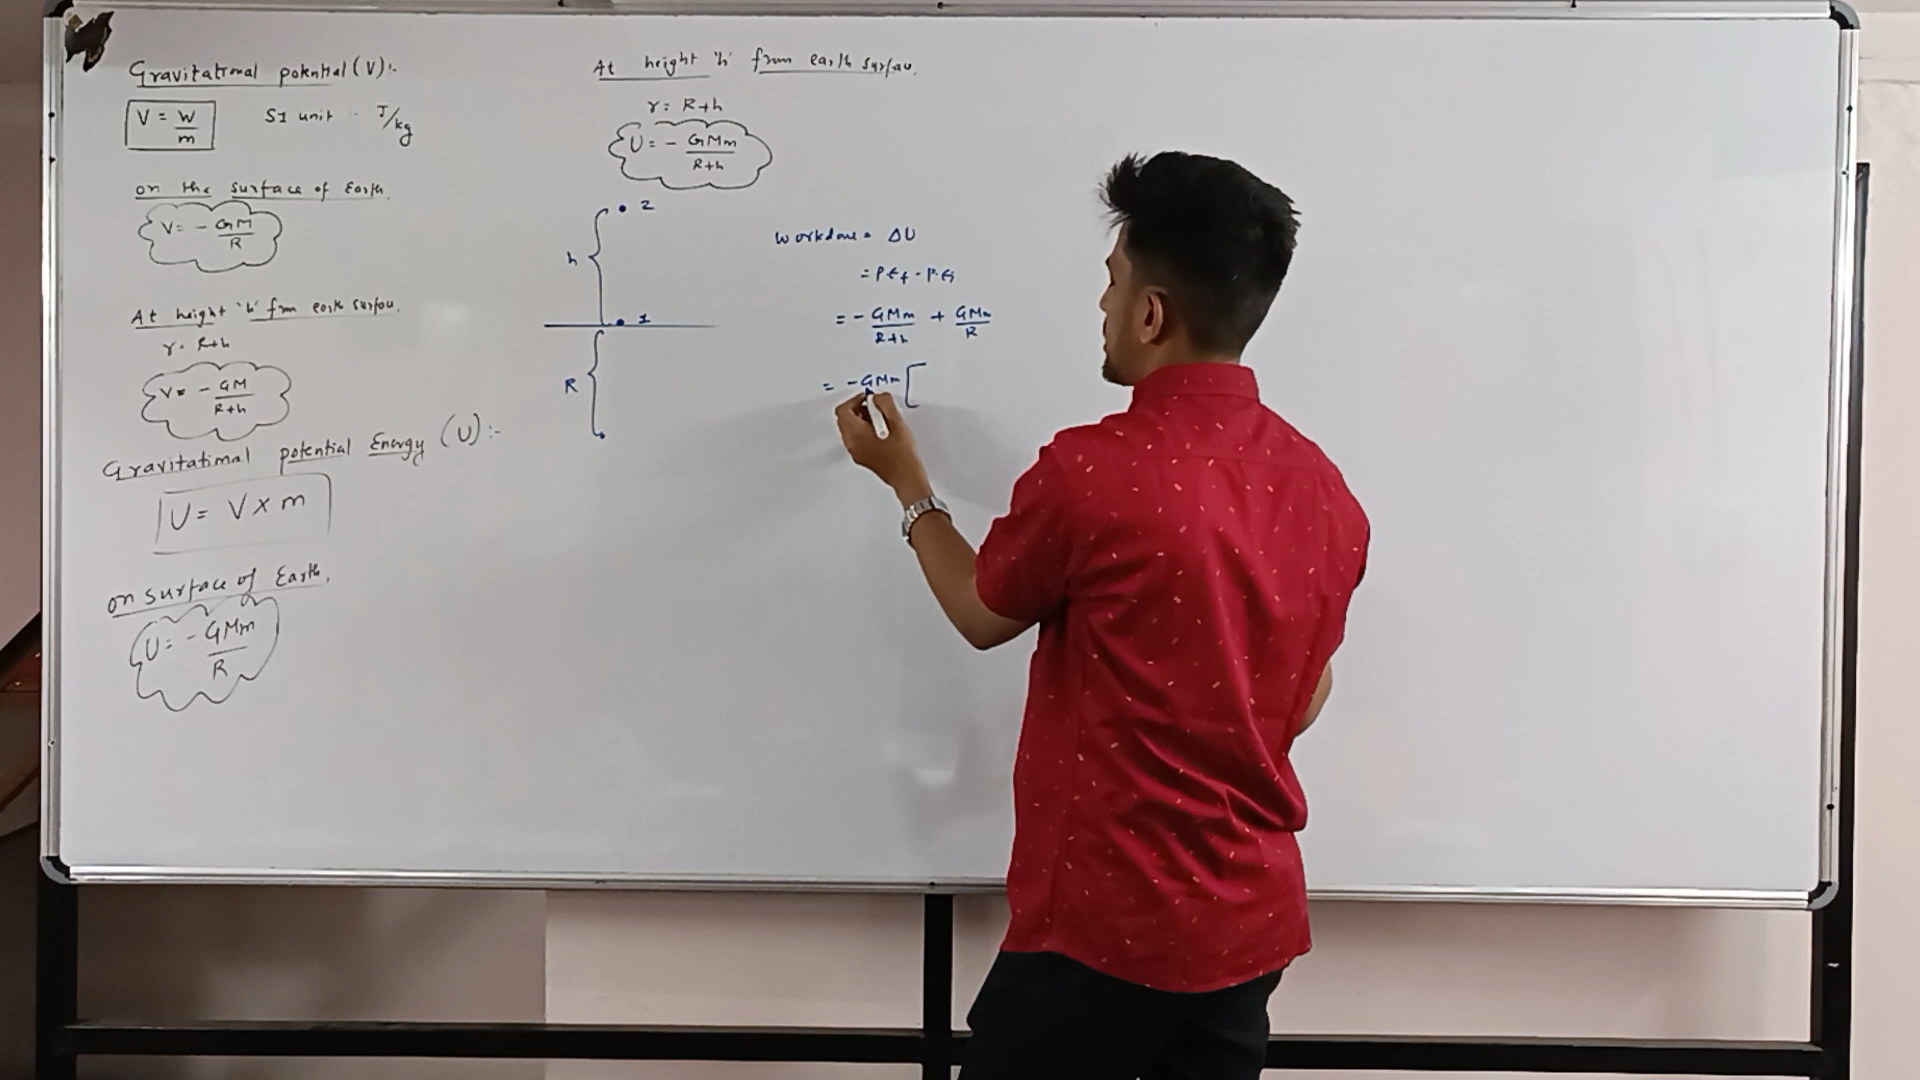 Gravitational potential (V):-
V = W/m
SI unit :- J/kg
on the surface of Earth,
V = - GM/R
At height 'h' from earth surface,
r = R+h
V = - GM/R+h
Gravitational potential Energy (U):-
U = V x m
on surface of Earth,
U = - GMm/R
At height 'h' from earth surface,
r = R+h
U = - GMm/R+h
2
h
1
R
Workdone = ΔU
= P.Ef - P.Ei
= - GMm/R+h + GMm/R
= -GMm [